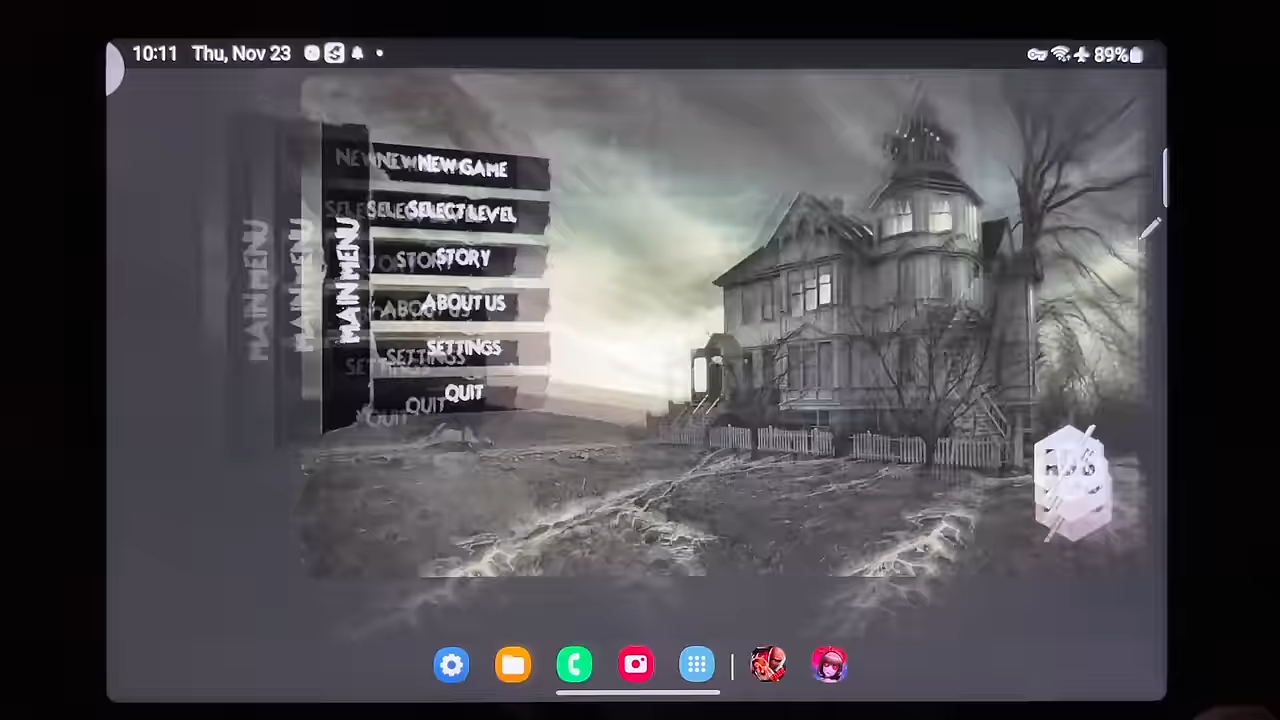 10:11 Thu, Nov 23
89%
NEW GAME
SELECT LEVEL
STORY
ABOUT US
SETTINGS
QUIT
MAIN MENU